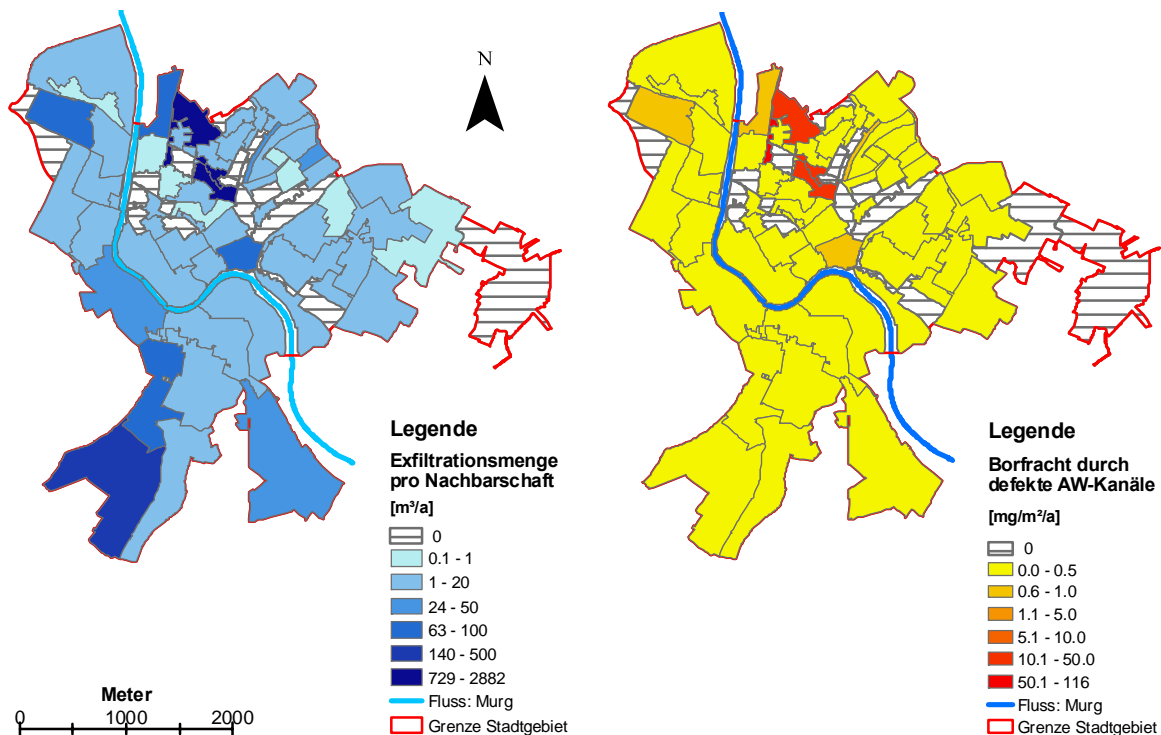 N
Legende
Exfiltrationsmenge
pro Nachbarschaft
[m³/a]
0
0.1 - 1
1 - 20
24 - 50
63 - 100
140 - 500
729 - 2882
Fluss: Murg
Grenze Stadtgebiet
Meter
0 1000 2000
Legende
Borfracht durch
defekte AW-Kanäle
[mg/m²/a]
0
0.0 - 0.5
0.6 - 1.0
1.1 - 5.0
5.1 - 10.0
10.1 - 50.0
50.1 - 116
Fluss: Murg
Grenze Stadtgebiet